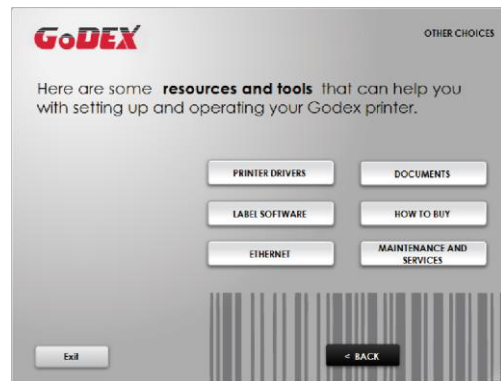 GoDEX
OTHER CHOICES
Here are some resources and tools that can help you
with setting up and operating your Godex printer.
PRINTER DRIVERS
DOCUMENTS
LABEL SOFTWARE
HOW TO BUY
ETHERNET
MAINTENANCE AND
SERVICES
Exit
< BACK